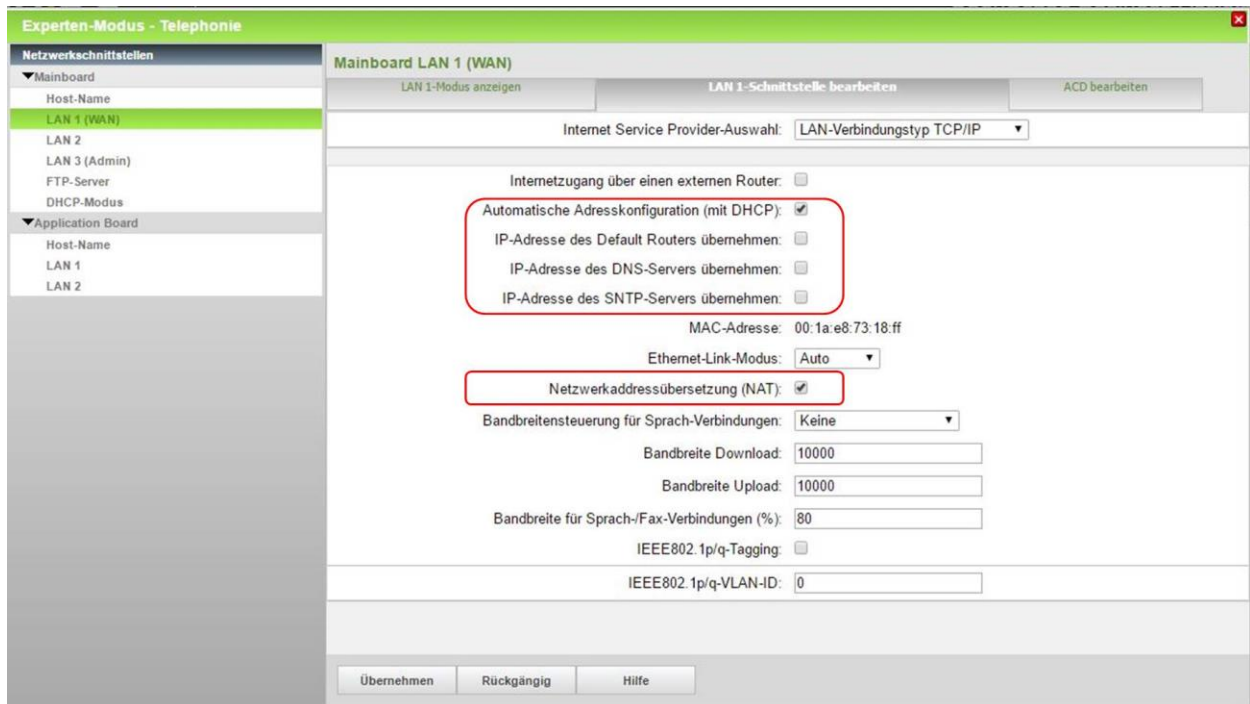 Experten-Modus - Telephonie
Netzwerkschnittstellen
Mainboard
Host-Name
LAN 1 (WAN)
LAN 2
LAN 3 (Admin)
FTP-Server
DHCP-Modus
Application Board
Host-Name
LAN 1
LAN 2
Mainboard LAN 1 (WAN)
LAN 1-Modus anzeigen
LAN 1-Schnittstelle bearbeiten
ACD bearbeiten
Internet Service Provider-Auswahl: LAN-Verbindungstyp TCP/IP
Internetzugang über einen externen Router:
Automatische Adresskonfiguration (mit DHCP):
IP-Adresse des Default Routers übernehmen:
IP-Adresse des DNS-Servers übernehmen:
IP-Adresse des SNTP-Servers übernehmen:
MAC-Adresse: 00:1a:e8:73:18:ff
Ethernet-Link-Modus: Auto
Netzwerkaddressübersetzung (NAT):
Bandbreitensteuerung für Sprach-Verbindungen: Keine
Bandbreite Download: 10000
Bandbreite Upload: 10000
Bandbreite für Sprach-/Fax-Verbindungen (%): 80
IEEE802.1p/q-Tagging:
IEEE802.1p/q-VLAN-ID: 0
Übernehmen
Rückgängig
Hilfe